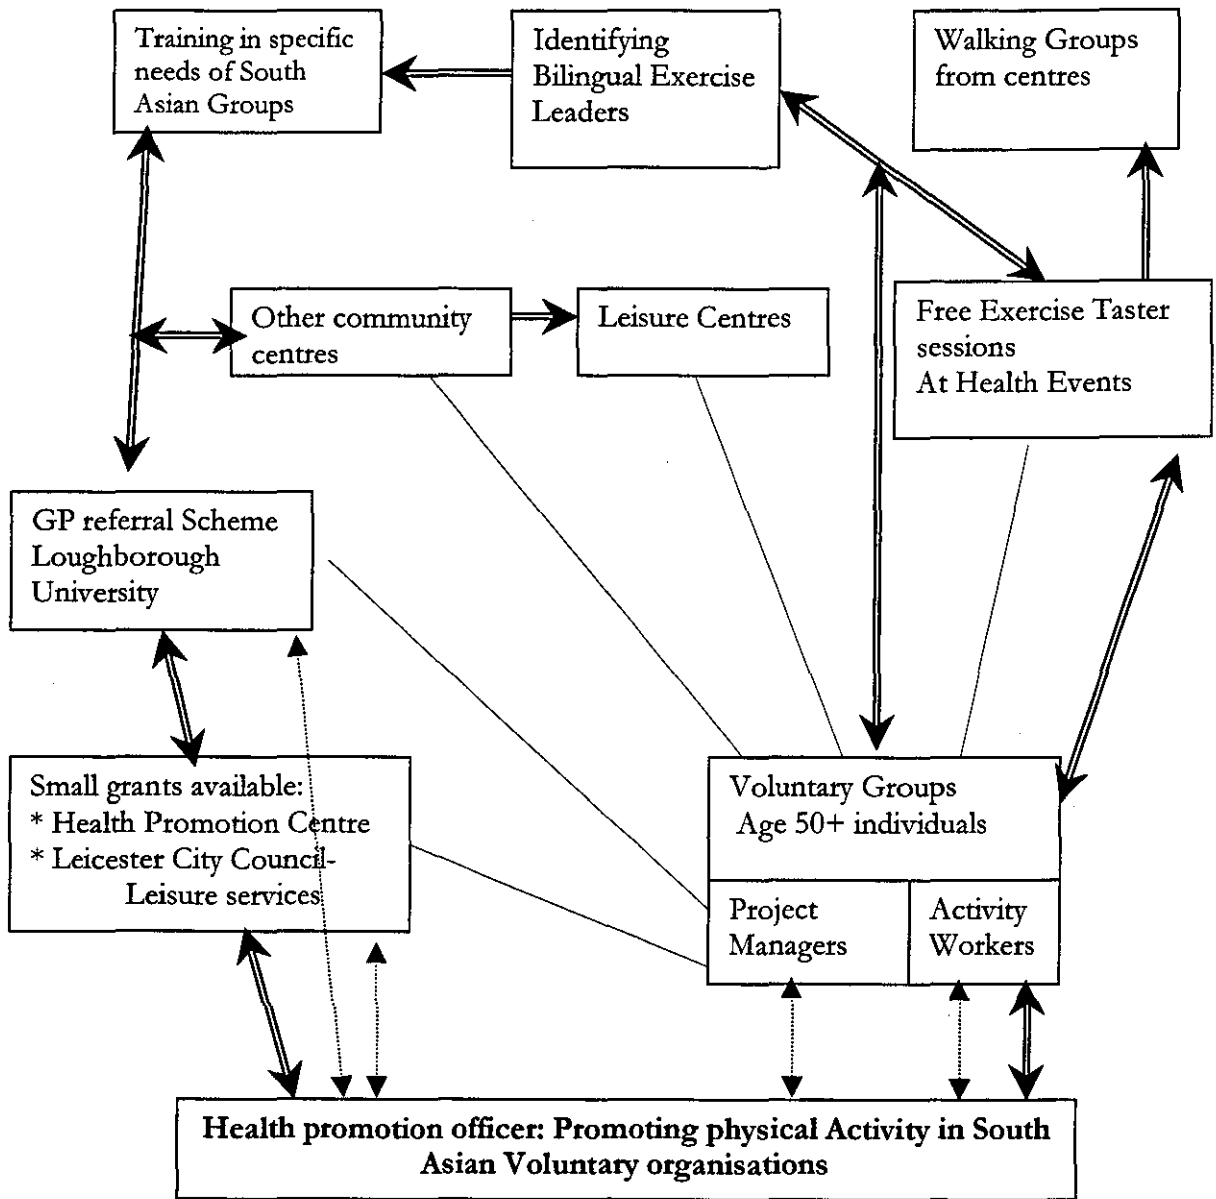 Training in specific
needs of South
Asian Groups
Identifying
Bilingual Exercise
Leaders
Walking Groups
from centres
Other community
centres
Leisure Centres
Free Exercise Taster
sessions
At Health Events
GP referral Scheme
Loughborough
University
Small grants available:
* Health Promotion Centre
* Leicester City Council-
Leisure services
Voluntary Groups
Age 50+ individuals
Project
Managers
Activity
Workers
Health promotion officer: Promoting physical Activity in South
Asian Voluntary organisations